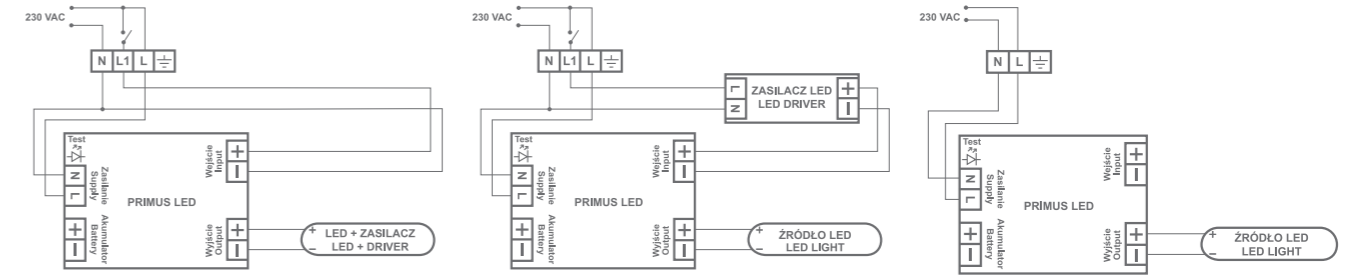 230 VAC
N L1 L
Test
N
L
Zasilanie
Supply
Wejście
Input
+
−
PRIMUS LED
Akumulator
Battery
+
−
Wyjście
Output
+
−
+ LED + ZASILACZ
− LED + DRIVER
230 VAC
N L1 L
L
N
ZASILACZ LED
LED DRIVER
+
−
Test
N
L
Zasilanie
Supply
Wejście
Input
+
−
PRIMUS LED
Akumulator
Battery
+
−
Wyjście
Output
+
−
+ ŹRÓDŁO LED
− LED LIGHT
230 VAC
N L
Test
N
L
Zasilanie
Supply
Wejście
Input
+
−
PRIMUS LED
Akumulator
Battery
+
−
Wyjście
Output
+
−
+ ŹRÓDŁO LED
− LED LIGHT